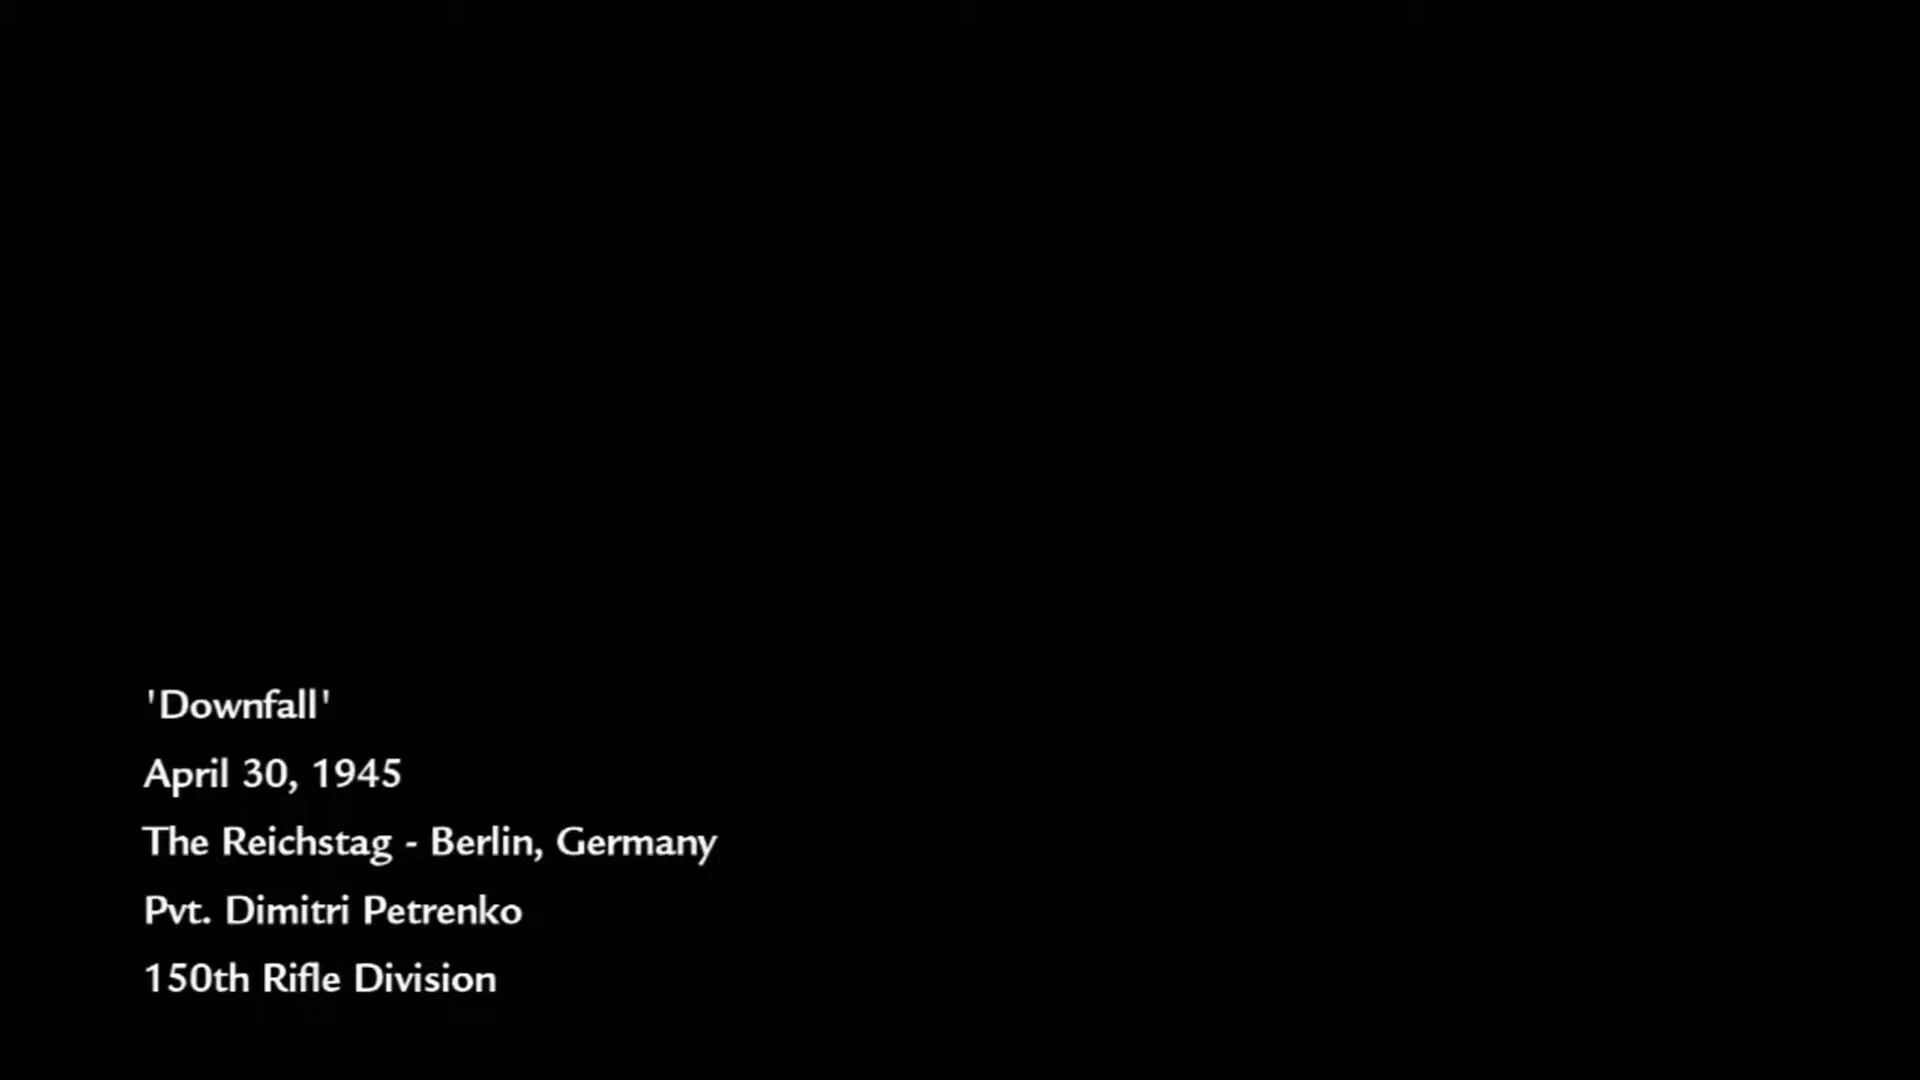 'Downfall'
April 30, 1945
The Reichstag - Berlin, Germany
Pvt. Dimitri Petrenko
150th Rifle Division